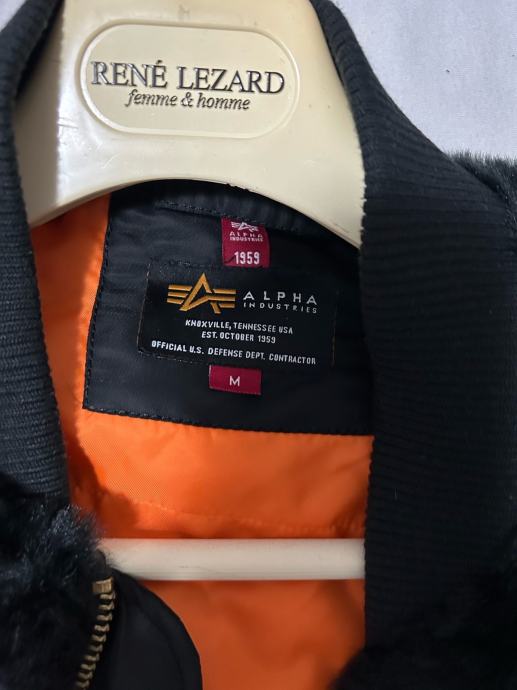 RENÉ LEZARD
femme & homme
ALPHA
INDUSTRIES
1959
ALPHA
INDUSTRIES
KNOXVILLE, TENNESSEE USA
EST. OCTOBER 1959
OFFICIAL U.S. DEFENSE DEPT. CONTRACTOR
M